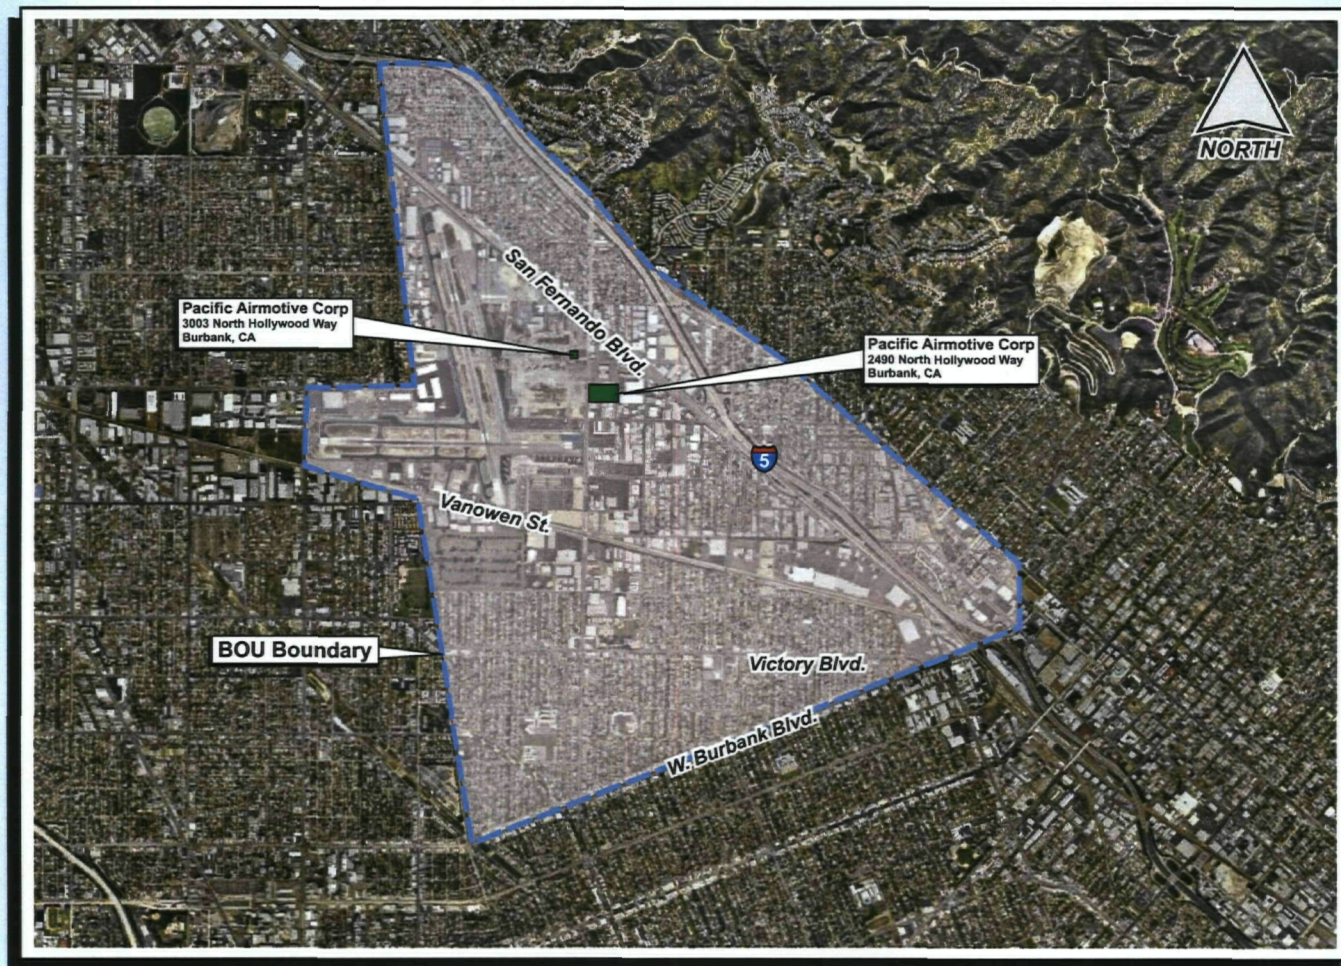 NORTH
San Fernando Blvd.
Pacific Airmotive Corp
3003 North Hollywood Way
Burbank, CA
Pacific Airmotive Corp
2490 North Hollywood Way
Burbank, CA
5
Vanowen St.
BOU Boundary
Victory Blvd.
W. Burbank Blvd.